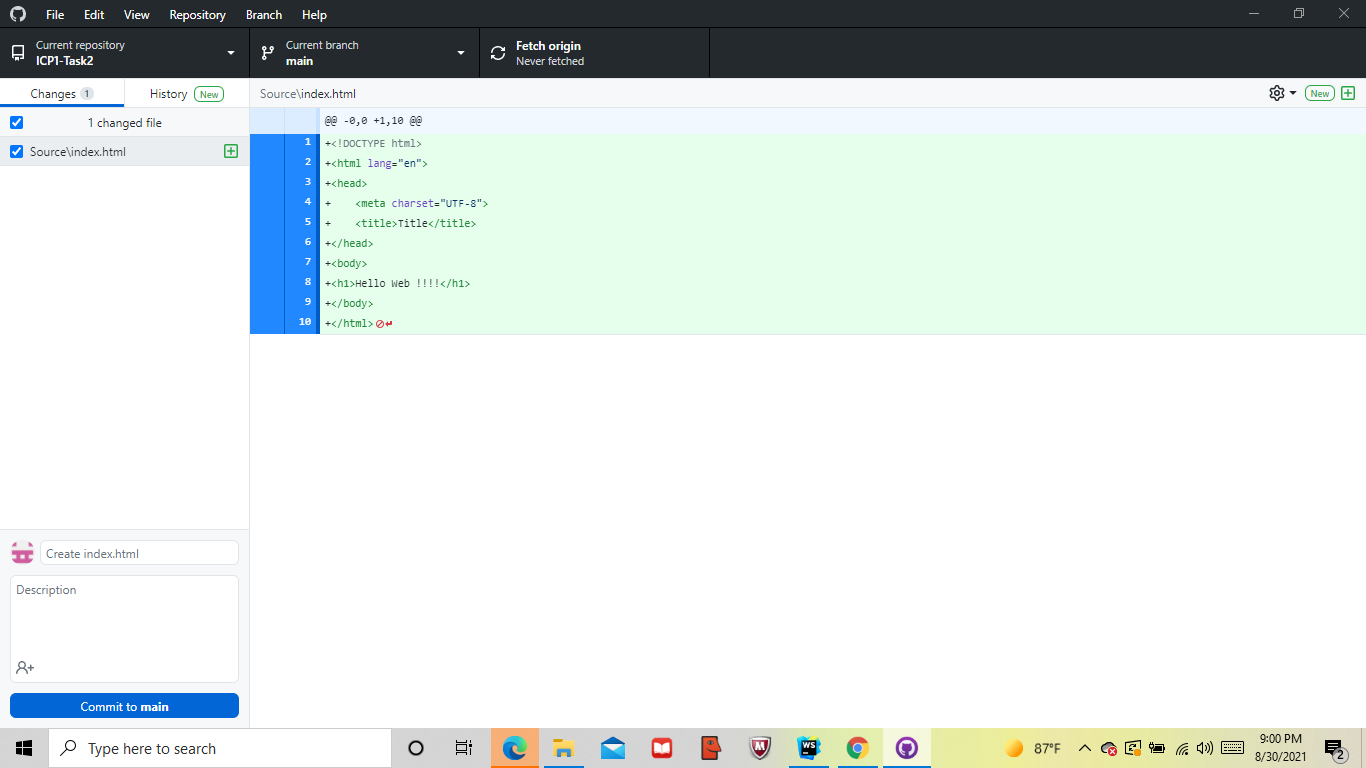 File Edit View Repository Branch Help
Current repository
ICP1-Task2
Current branch
main
Fetch origin
Never fetched
Changes 1
History New
Source\index.html
New
1 changed file
Source\index.html
@@ -0,0 +1,10 @@
1 +<!DOCTYPE html>
2 +<html lang="en">
3 +<head>
4 +    <meta charset="UTF-8">
5 +    <title>Title</title>
6 +</head>
7 +<body>
8 +<h1>Hello Web !!!!</h1>
9 +</body>
10 +</html>
Create index.html
Description
Commit to main
Type here to search
WS
87°F
9:00 PM
8/30/2021
2